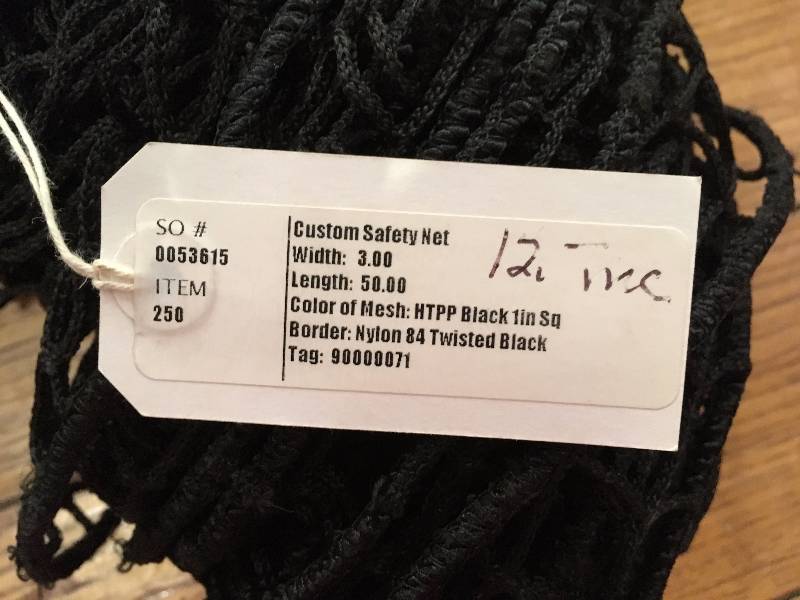 SO #
0053615
ITEM
250
Custom Safety Net
Width: 3.00
Length: 50.00
Color of Mesh: HTPP Black 1in Sq
Border: Nylon 84 Twisted Black
Tag: 90000071
12.